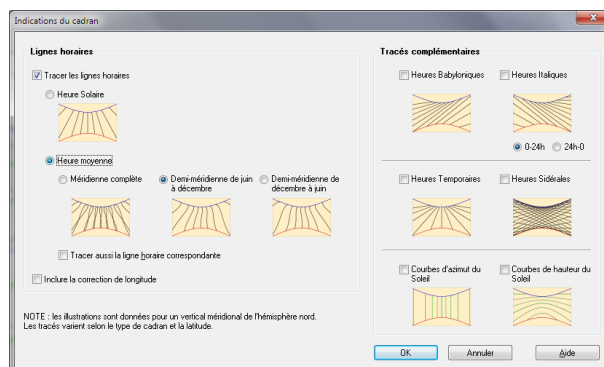 Indications du cadran
Lignes horaires
Tracer les lignes horaires
Heure Solaire
Heure moyenne
Méridienne complète
Demi-méridienne de juin
à décembre
Demi-méridienne de
décembre à juin
Tracer aussi la ligne horaire correspondante
Inclure la correction de longitude
NOTE : les illustrations sont données pour un vertical méridional de l'hémisphère nord.
Les tracés varient selon le type de cadran et la latitude.
Tracés complémentaires
Heures Babyloniques
Heures Italiques
0-24h
24h-0
Heures Temporaires
Heures Sidérales
Courbes d'azimut du
Soleil
Courbes de hauteur du
Soleil
OK
Annuler
Aide